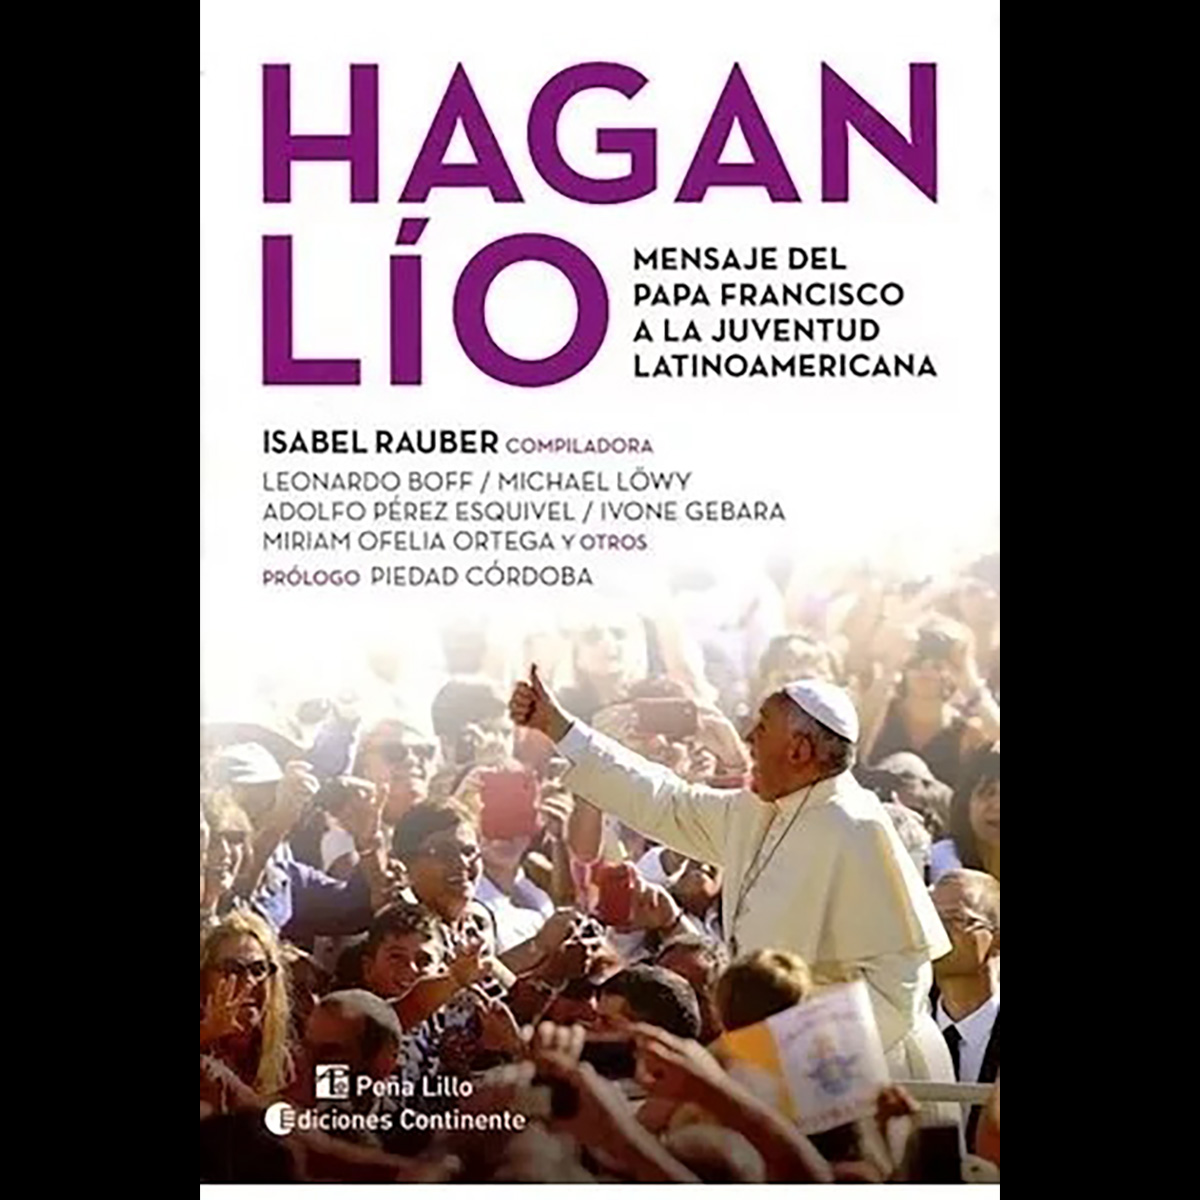 HAGAN
LÍO
MENSAJE DEL
PAPA FRANCISCO
A LA JUVENTUD
LATINOAMERICANA
ISABEL RAUBER COMPILADORA
LEONARDO BOFF / MICHAEL LÖWY
ADOLFO PÉREZ ESQUIVEL / IVONE GEBARA
MIRIAM OFELIA ORTEGA Y OTROS
PRÓLOGO PIEDAD CÓRDOBA
Peña Lillo
Ediciones Continente